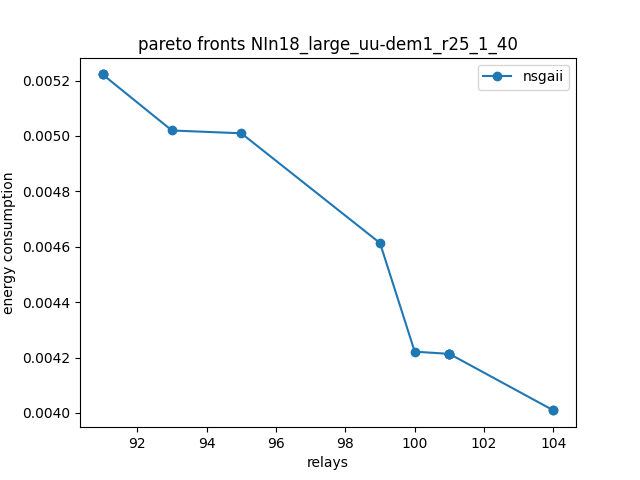 pareto fronts NIn18_large_uu-dem1_r25_1_40
nsgaii
0.0052
0.0050
0.0048
0.0046
0.0044
0.0042
0.0040
energy consumption
92 94 96 98 100 102 104
relays